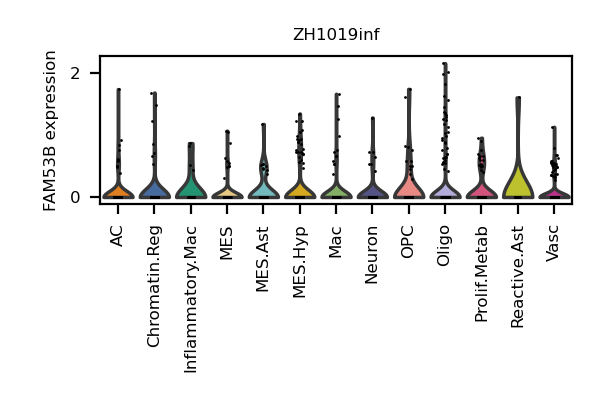 ZH1019inf
FAM53B expression
2
0
AC
Chromatin.Reg
Inflammatory.Mac
MES
MES.Ast
MES.Hyp
Mac
Neuron
OPC
Oligo
Prolif.Metab
Reactive.Ast
Vasc